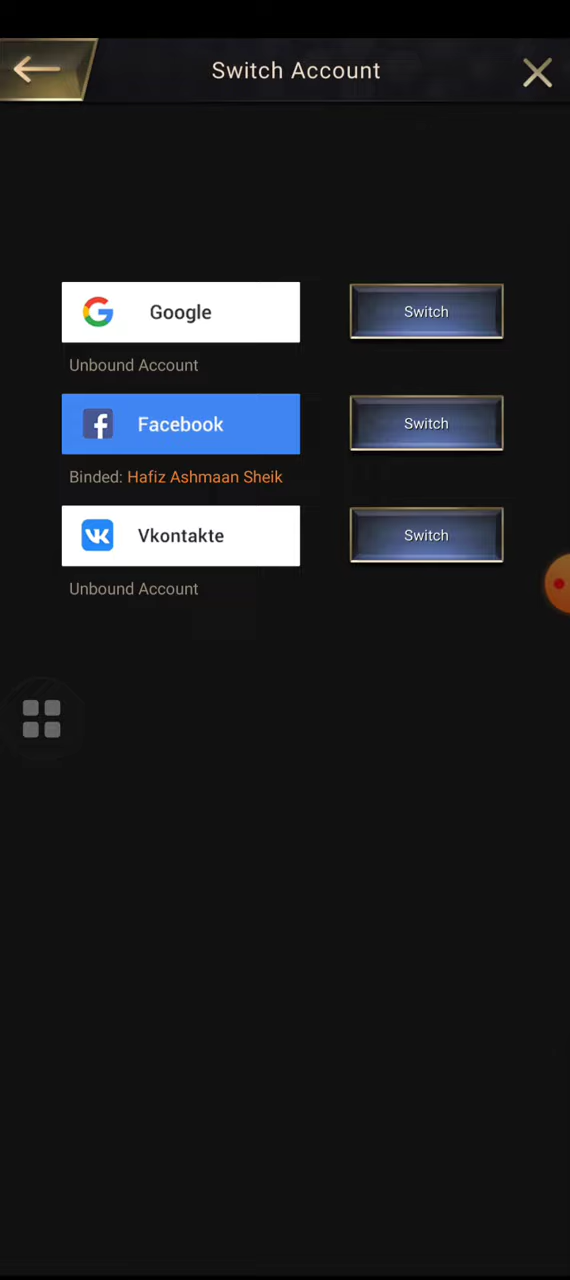 Switch Account
Google
Switch
Unbound Account
Facebook
Switch
Binded: Hafiz Ashmaan Sheik
Vkontakte
Switch
Unbound Account